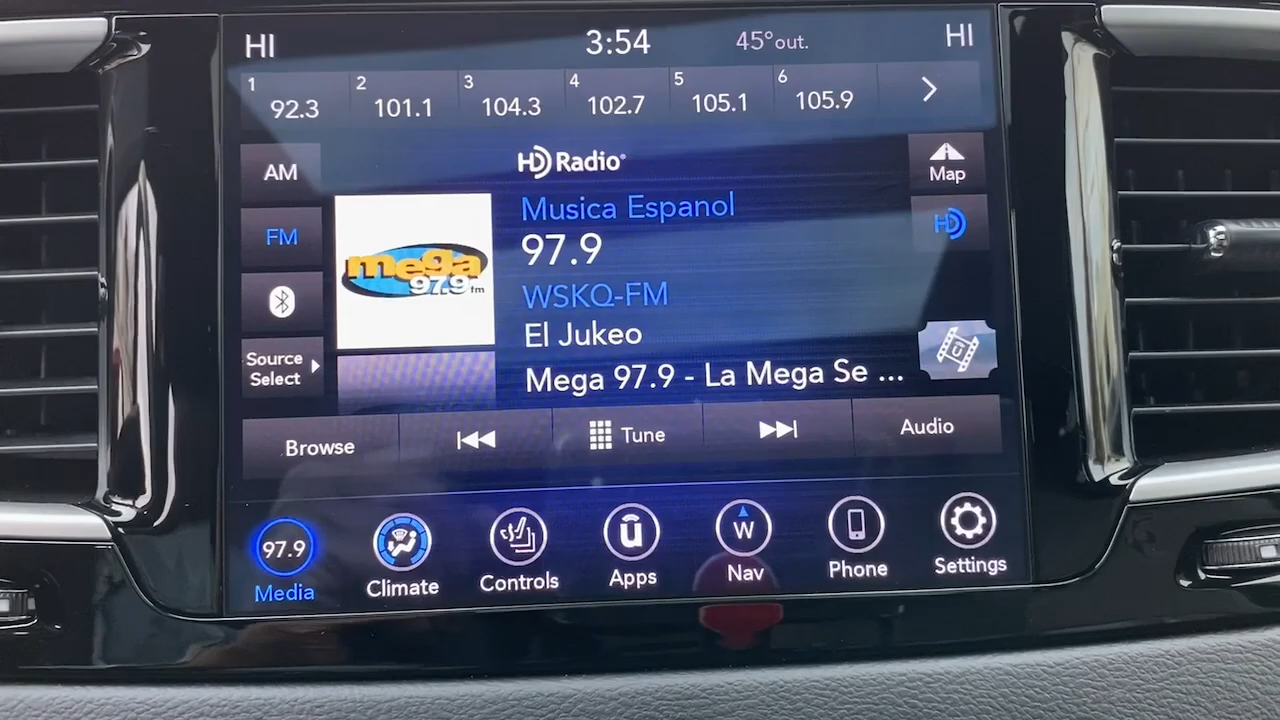 HI 3:54 45° out. HI
1 92.3 2 101.1 3 104.3 4 102.7 5 105.1 6 105.9
AM
HD Radio
Map
Musica Espanol
FM
97.9
HD
mega
97.9 fm
WSKQ-FM
El Jukeo
Source
Select
Mega 97.9 - La Mega Se ...
Browse
Tune
Audio
97.9
Media
Climate
Controls
ū
Apps
W
Nav
Phone
Settings